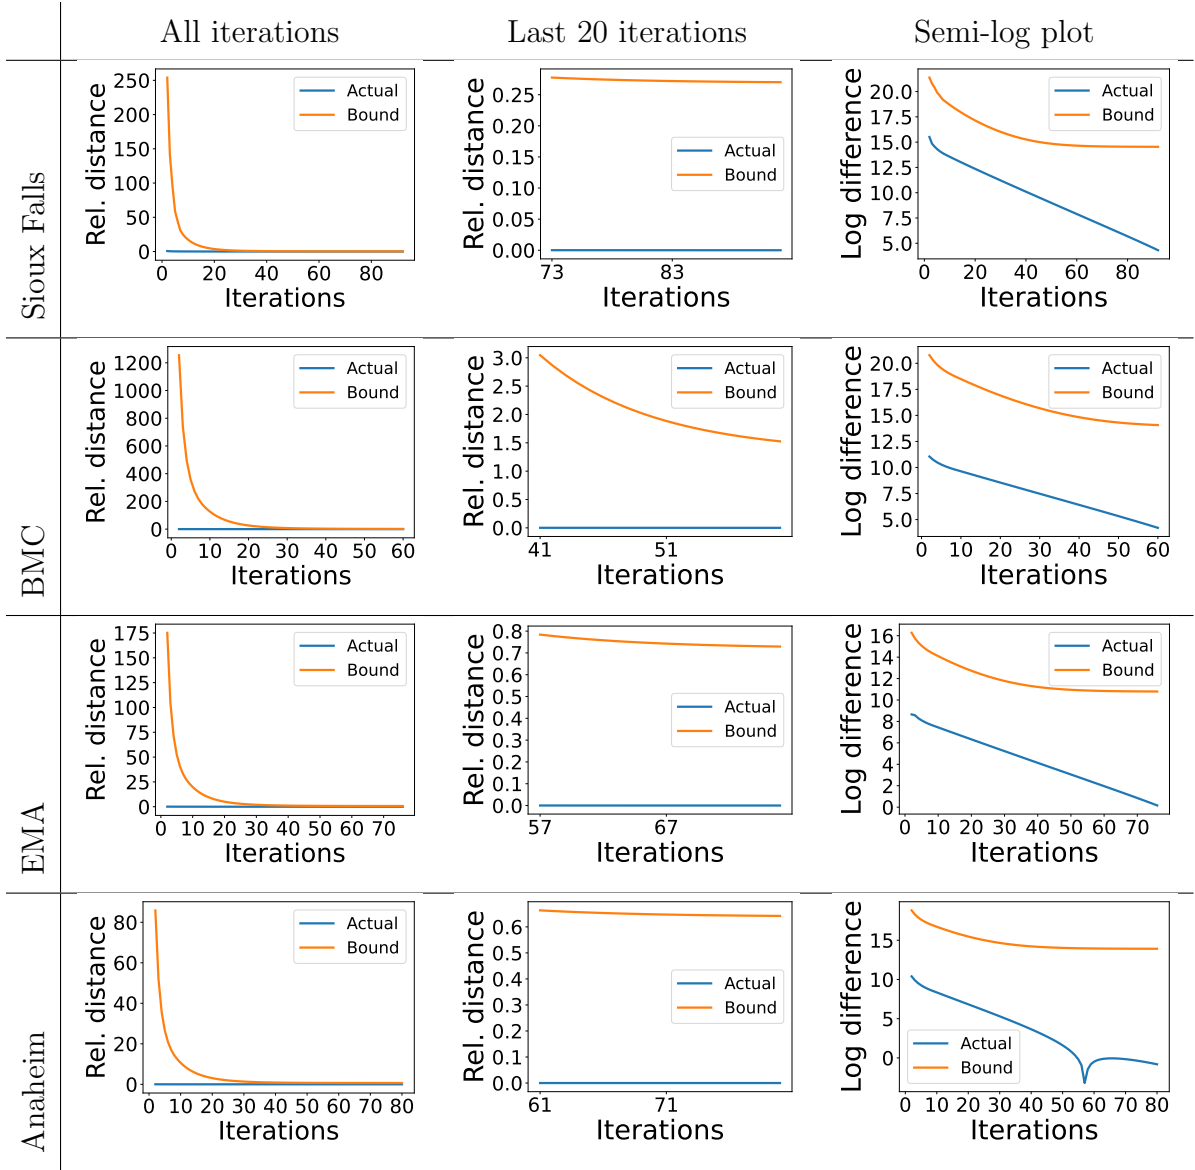 All iterations
Last 20 iterations
Semi-log plot
Sioux Falls
Rel. distance
250
200
150
100
50
0
0 20 40 60 80
Iterations
Actual
Bound
Rel. distance
0.25
0.20
0.15
0.10
0.05
0.00
73 83
Iterations
Actual
Bound
Log difference
20.0
17.5
15.0
12.5
10.0
7.5
5.0
0 20 40 60 80
Iterations
Actual
Bound
BMC
Rel. distance
1200
1000
800
600
400
200
0
0 10 20 30 40 50 60
Iterations
Actual
Bound
Rel. distance
3.0
2.5
2.0
1.5
1.0
0.5
0.0
41 51
Iterations
Actual
Bound
Log difference
20.0
17.5
15.0
12.5
10.0
7.5
5.0
0 10 20 30 40 50 60
Iterations
Actual
Bound
EMA
Rel. distance
175
150
125
100
75
50
25
0
0 10 20 30 40 50 60 70
Iterations
Actual
Bound
Rel. distance
0.8
0.7
0.6
0.5
0.4
0.3
0.2
0.1
0.0
57 67
Iterations
Actual
Bound
Log difference
16
14
12
10
8
6
4
2
0
0 10 20 30 40 50 60 70
Iterations
Actual
Bound
Anaheim
Rel. distance
80
60
40
20
0
0 10 20 30 40 50 60 70 80
Iterations
Actual
Bound
Rel. distance
0.6
0.5
0.4
0.3
0.2
0.1
0.0
61 71
Iterations
Actual
Bound
Log difference
15
10
5
0
0 10 20 30 40 50 60 70 80
Iterations
Actual
Bound